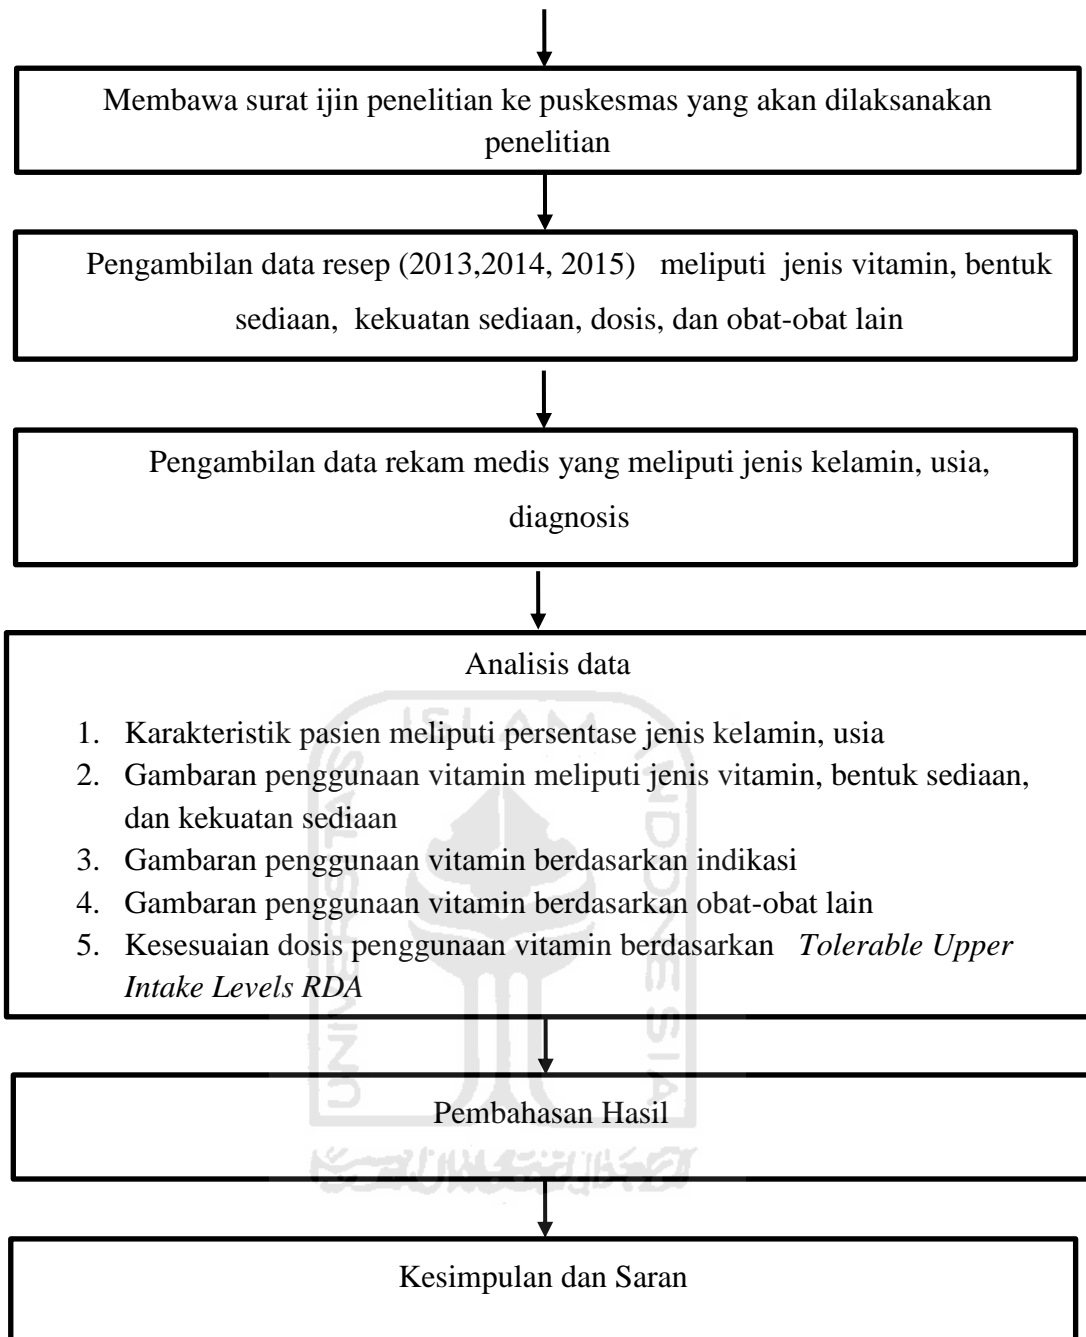 Membawa surat ijin penelitian ke puskesmas yang akan dilaksanakan
penelitian
Pengambilan data resep (2013,2014, 2015) meliputi jenis vitamin, bentuk
sediaan, kekuatan sediaan, dosis, dan obat-obat lain
Pengambilan data rekam medis yang meliputi jenis kelamin, usia,
diagnosis
Analisis data
1. Karakteristik pasien meliputi persentase jenis kelamin, usia
2. Gambaran penggunaan vitamin meliputi jenis vitamin, bentuk sediaan,
dan kekuatan sediaan
3. Gambaran penggunaan vitamin berdasarkan indikasi
4. Gambaran penggunaan vitamin berdasarkan obat-obat lain
5. Kesesuaian dosis penggunaan vitamin berdasarkan Tolerable Upper
Intake Levels RDA
Pembahasan Hasil
Kesimpulan dan Saran
UNIVERSITAS
ISLAM
INDONESIA